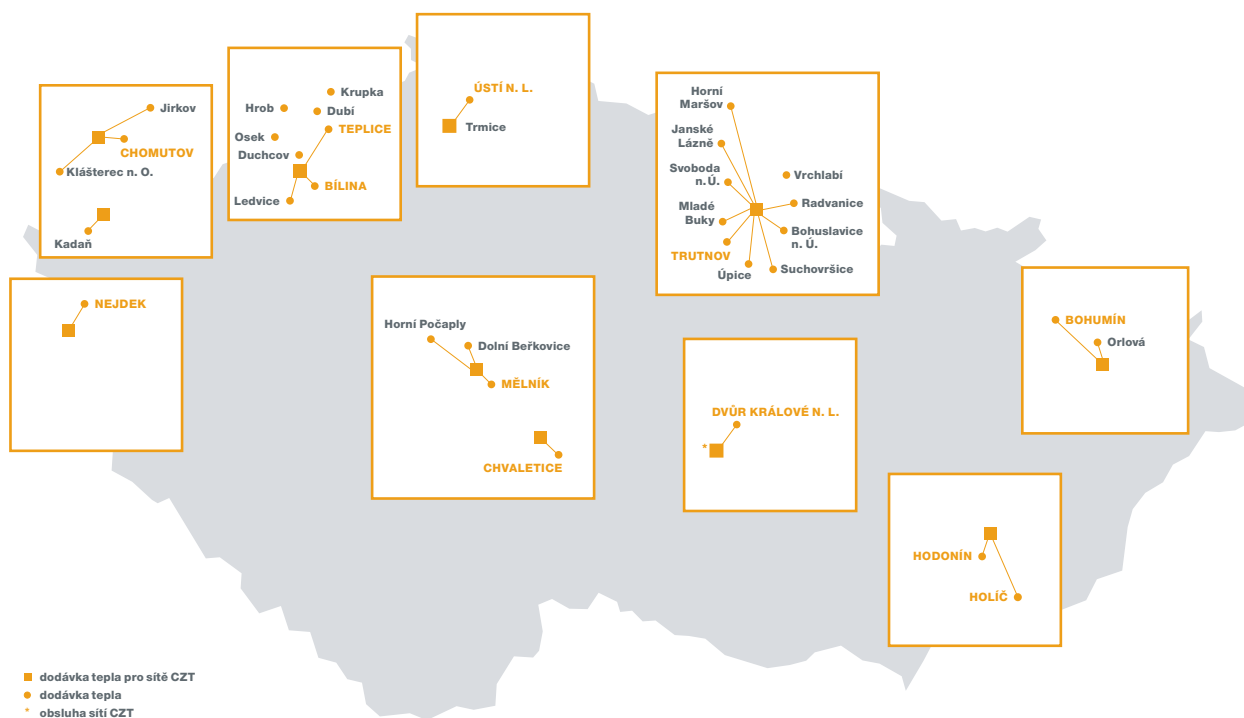 ÚSTÍ N. L.
Trmice
Krupka
Hrob
Dubí
TEPLICE
Osek
Duchcov
BÍLINA
Ledvice
Jirkov
CHOMUTOV
Klášterec n. O.
Kadaň
Horní
Maršov
Janské
Lázně
Svoboda
n.Ú.
Vrchlabí
Mladé
Buky
Radvanice
TRUTNOV
Bohuslavice
n. Ú.
Úpice
Suchovršice
NEJDEK
Horní Počaply
Dolní Beřkovice
MĚLNÍK
CHVALETICE
DVŮR KRÁLOVÉ N. L.
*
BOHUMÍN
Orlová
HODONÍN
HOLÍČ
dodávka tepla pro sítě CZT
dodávka tepla
* obsluha sítí CZT